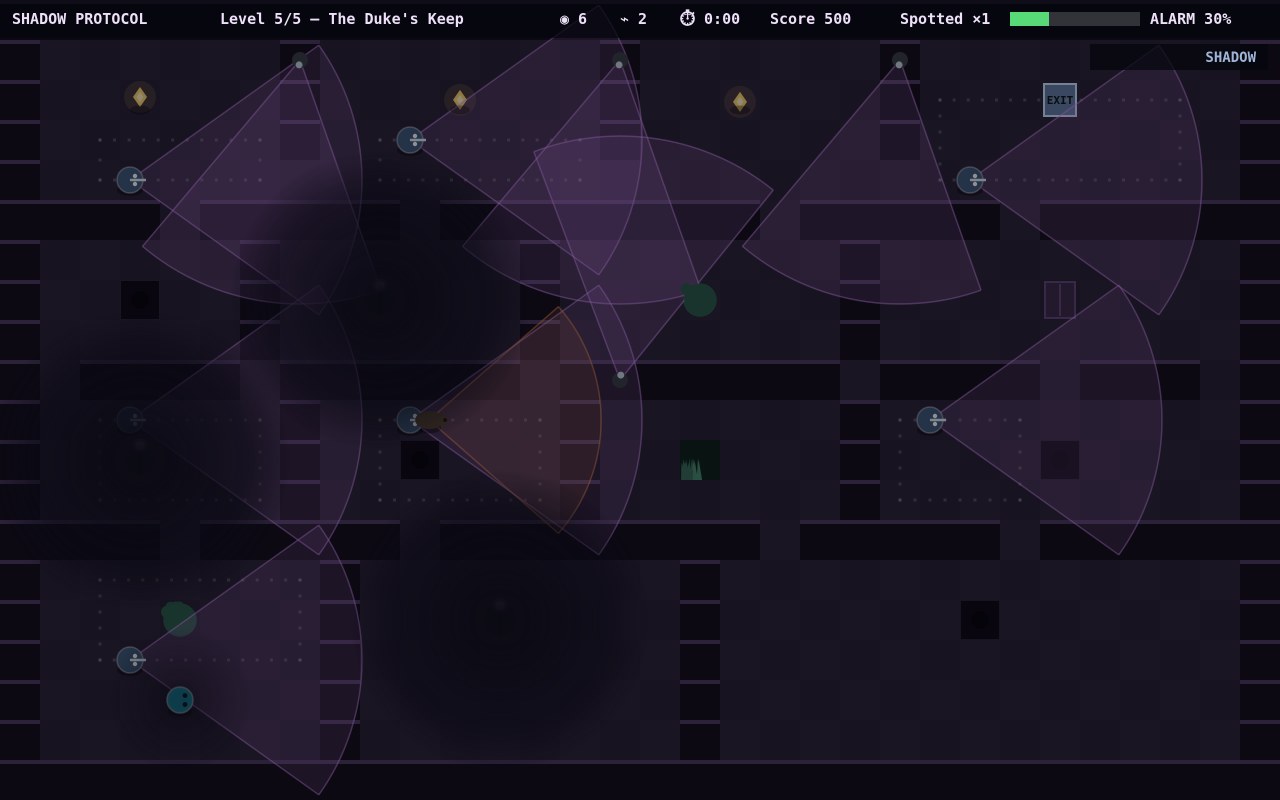 SHADOW PROTOCOL
Level 5/5 — The Duke's Keep
◉ 6
⌁ 2
⏱ 0:00
Score 500
Spotted ×1
ALARM 30%
SHADOW
EXIT